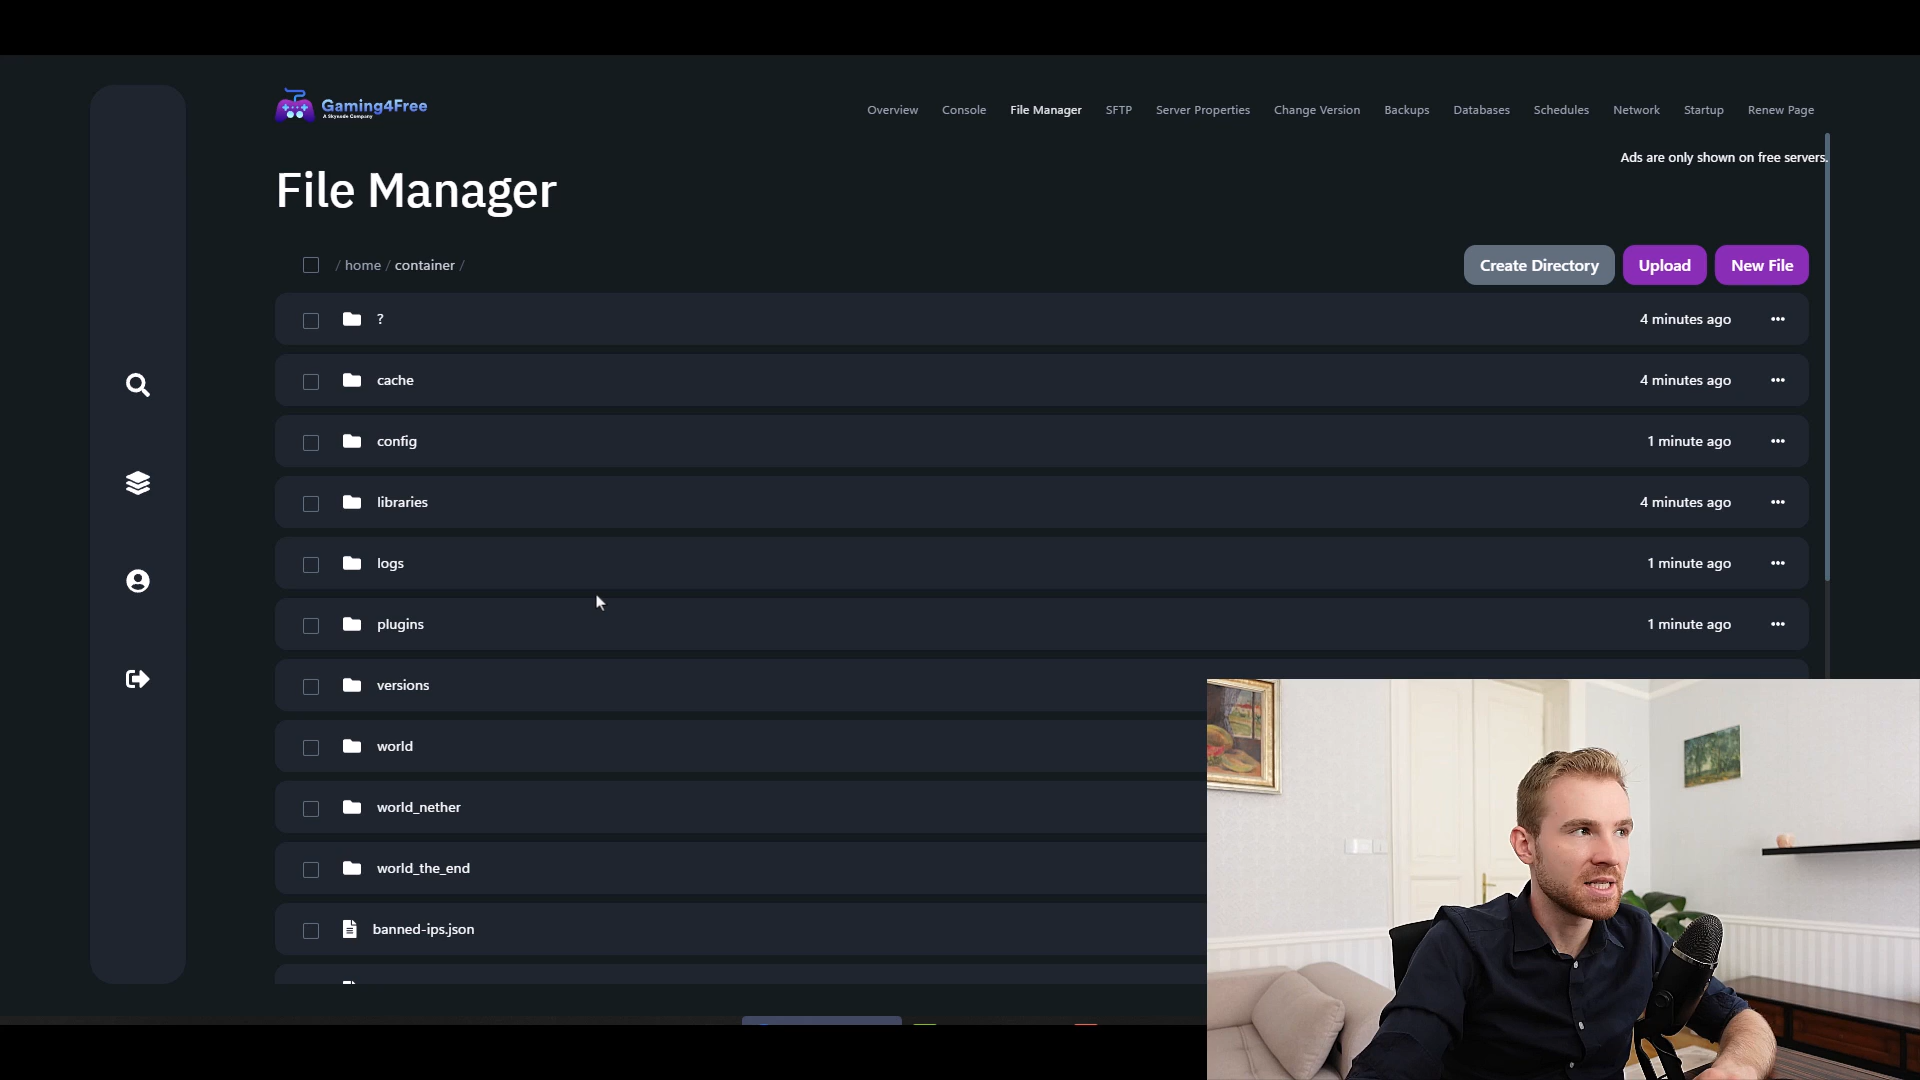 Gaming4Free
A Skynode Company
Overview Console File Manager SFTP Server Properties Change Version Backups Databases Schedules Network Startup Renew Page
Ads are only shown on free servers.
File Manager
/ home / container /
Create Directory Upload New File
? 4 minutes ago
cache 4 minutes ago
config 1 minute ago
libraries 4 minutes ago
logs 1 minute ago
plugins 1 minute ago
versions
world
world_nether
world_the_end
banned-ips.json